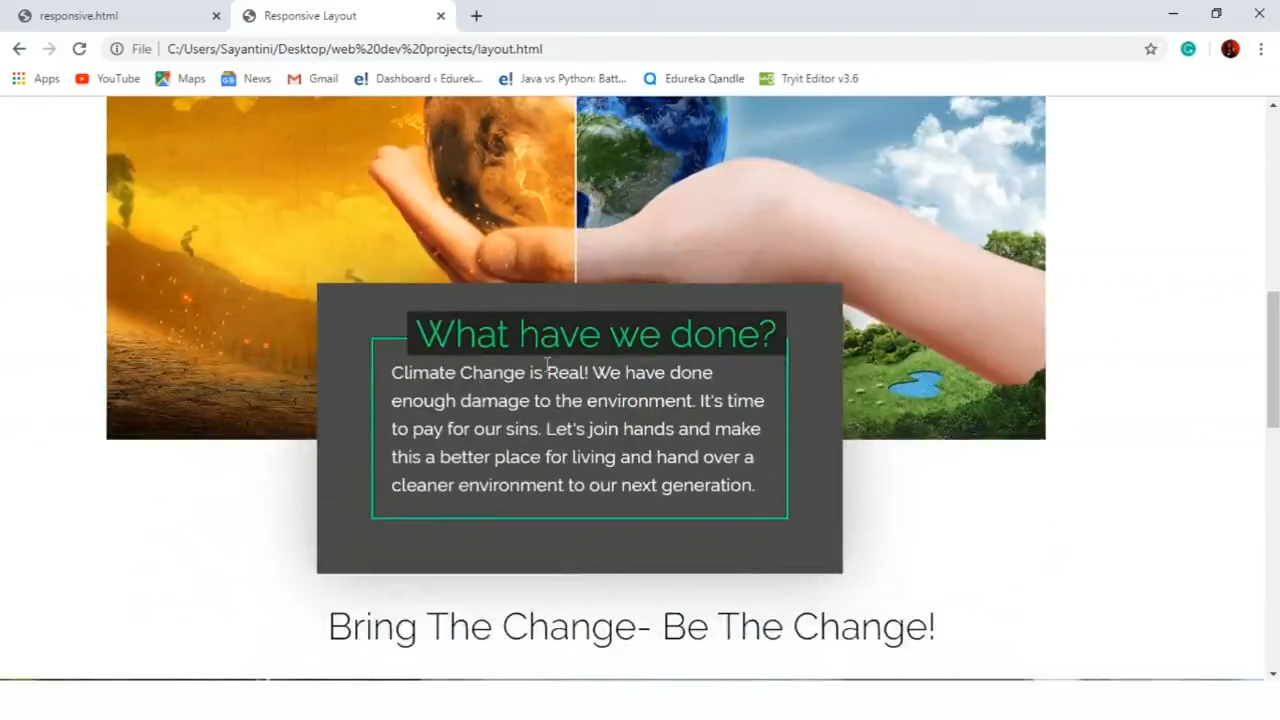 responsive.html
Responsive Layout
File C:/Users/Sayantini/Desktop/web%20dev%20projects/layout.html
Apps YouTube Maps News Gmail Dashboard ‹ Edurek... Java vs Python: Batt... Edureka Qandle Tryit Editor v3.6
What have we done?
Climate Change is Real! We have done
enough damage to the environment. It's time
to pay for our sins. Let's join hands and make
this a better place for living and hand over a
cleaner environment to our next generation.
Bring The Change- Be The Change!